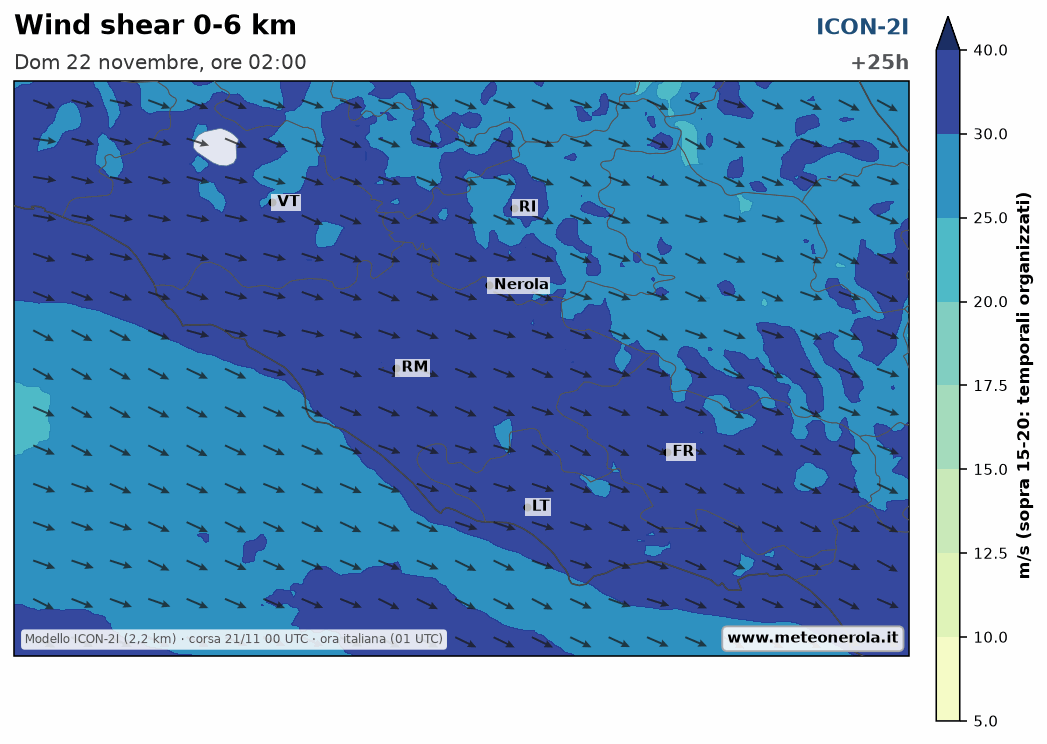 Wind shear 0-6 km
ICON-2I
Dom 22 novembre, ore 02:00
+25h
VT
RI
Nerola
RM
FR
LT
Modello ICON-2I (2,2 km) · corsa 21/11 00 UTC · ora italiana (01 UTC)
www.meteonerola.it
40.0
30.0
25.0
20.0
17.5
15.0
12.5
10.0
5.0
m/s (sopra 15-20: temporali organizzati)